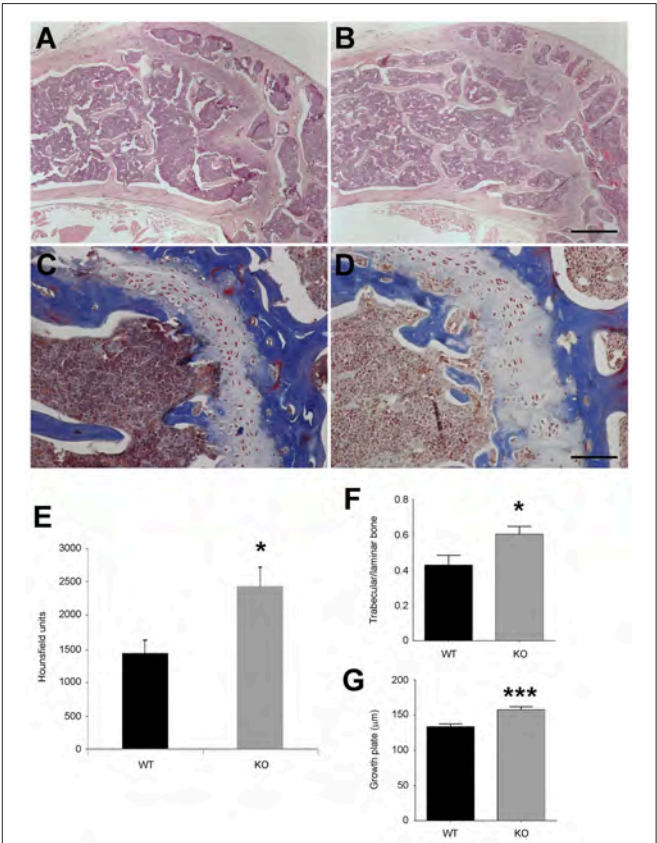 A
B
C
D
E
*
3000
2500
2000
1500
1000
500
0
Hounsfield units
WT
KO
F
*
0.8
0.6
0.4
0.2
0
Trabecular/laminar bone
WT
KO
G
***
200
150
100
50
0
Growth plate (µm)
WT
KO